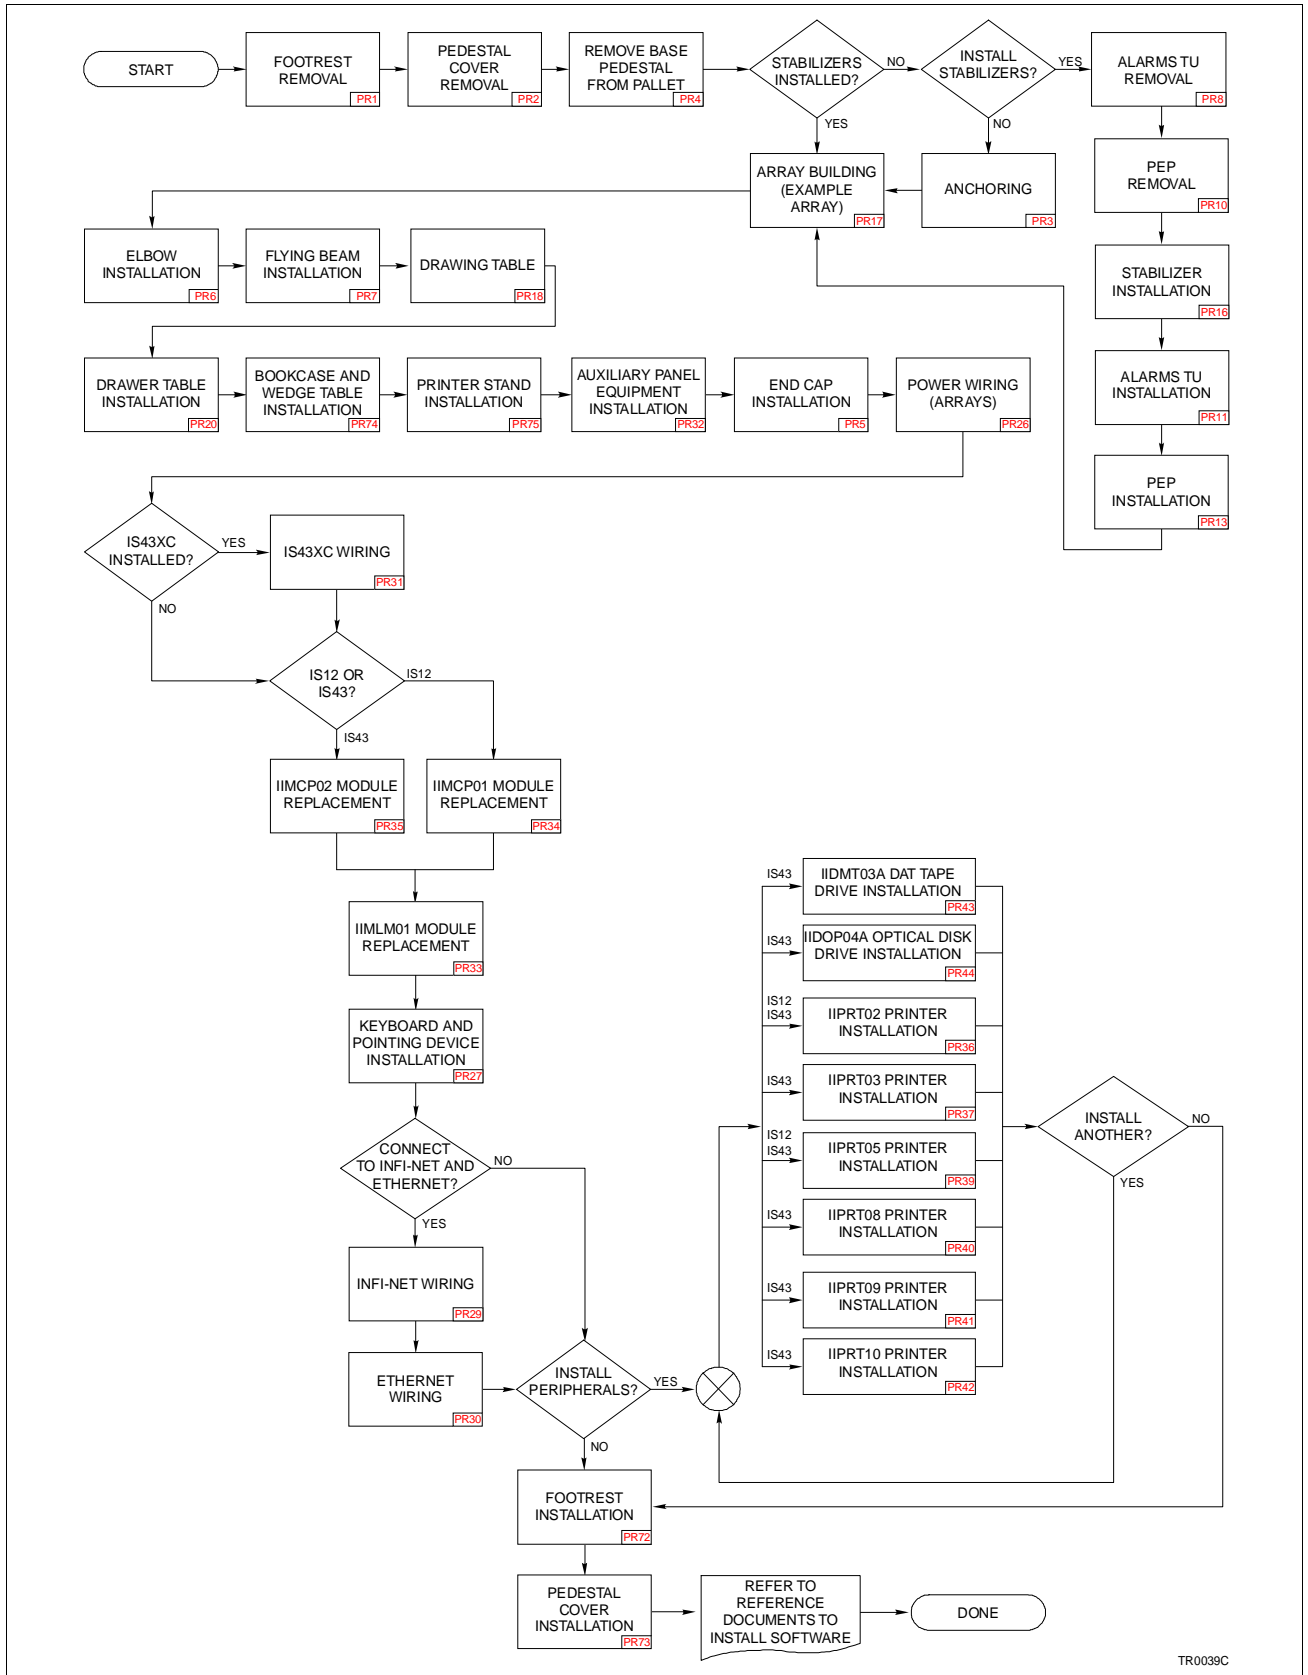 START
FOOTREST
REMOVAL
PR1
PEDESTAL
COVER
REMOVAL
PR2
REMOVE BASE
PEDESTAL
FROM PALLET
PR4
STABILIZERS
INSTALLED?
NO
YES
INSTALL
STABILIZERS?
YES
NO
ALARMS TU
REMOVAL
PR8
ARRAY BUILDING
(EXAMPLE
ARRAY)
PR17
ANCHORING
PR3
PEP
REMOVAL
PR10
STABILIZER
INSTALLATION
PR16
ALARMS TU
INSTALLATION
PR11
PEP
INSTALLATION
PR13
ELBOW
INSTALLATION
PR6
FLYING BEAM
INSTALLATION
PR7
DRAWING TABLE
PR18
DRAWER TABLE
INSTALLATION
PR20
BOOKCASE AND
WEDGE TABLE
INSTALLATION
PR74
PRINTER STAND
INSTALLATION
PR75
AUXILIARY PANEL
EQUIPMENT
INSTALLATION
PR32
END CAP
INSTALLATION
PR5
POWER WIRING
(ARRAYS)
PR26
IS43XC
INSTALLED?
YES
NO
IS43XC WIRING
PR31
IS12 OR
IS43?
IS12
IS43
IIMCP02 MODULE
REPLACEMENT
PR35
IIMCP01 MODULE
REPLACEMENT
PR34
IIMLM01 MODULE
REPLACEMENT
PR33
KEYBOARD AND
POINTING DEVICE
INSTALLATION
PR27
CONNECT
TO INFI-NET AND
ETHERNET?
NO
YES
INFI-NET WIRING
PR29
ETHERNET
WIRING
PR30
INSTALL
PERIPHERALS?
YES
NO
IS43
IIDMT03A DAT TAPE
DRIVE INSTALLATION
PR43
IS43
IIDOP04A OPTICAL DISK
DRIVE INSTALLATION
PR44
IS12
IS43
IIPRT02 PRINTER
INSTALLATION
PR36
IS43
IIPRT03 PRINTER
INSTALLATION
PR37
IS12
IS43
IIPRT05 PRINTER
INSTALLATION
PR39
IS43
IIPRT08 PRINTER
INSTALLATION
PR40
IS43
IIPRT09 PRINTER
INSTALLATION
PR41
IS43
IIPRT10 PRINTER
INSTALLATION
PR42
INSTALL
ANOTHER?
NO
YES
FOOTREST
INSTALLATION
PR72
PEDESTAL
COVER
INSTALLATION
PR73
REFER TO
REFERENCE
DOCUMENTS TO
INSTALL SOFTWARE
DONE
TR0039C